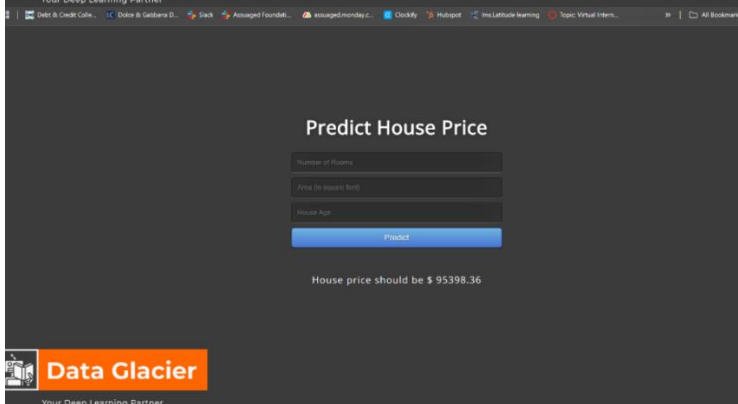 Your Deep Learning Partner
Debt & Credit Colle... Dolce & Gabbana D... Slack Assuaged Foundati... assuaged.monday.c... Clockify Hubspot lms.Latitude learning Topic: Virtual Intern... » All Bookmark
Predict House Price
Number of Rooms
Area (in square foot)
House Age
Predict
House price should be $ 95398.36
Data Glacier
Your Deep Learning Partner